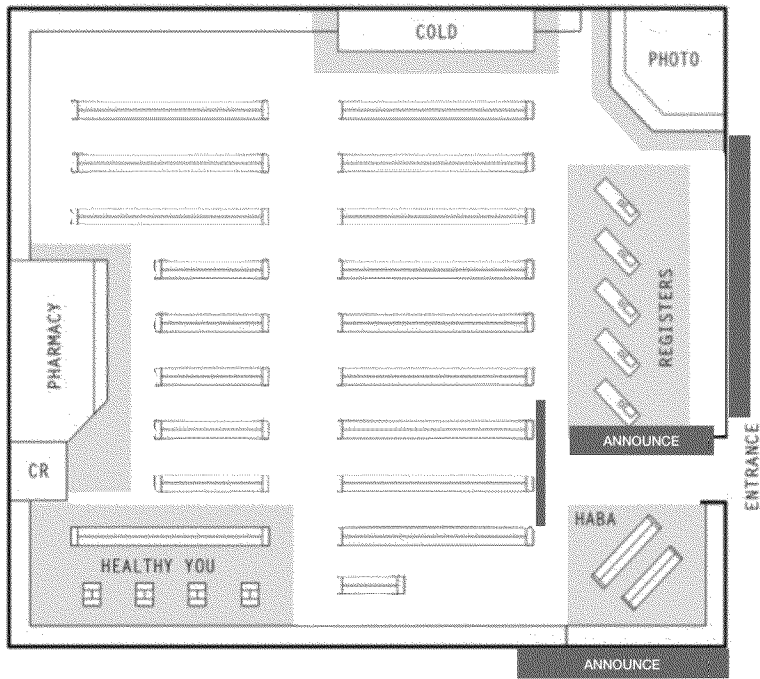 COLD
PHOTO
PHARMACY
REGISTERS
ANNOUNCE
ENTRANCE
CR
HABA
HEALTHY YOU
ANNOUNCE